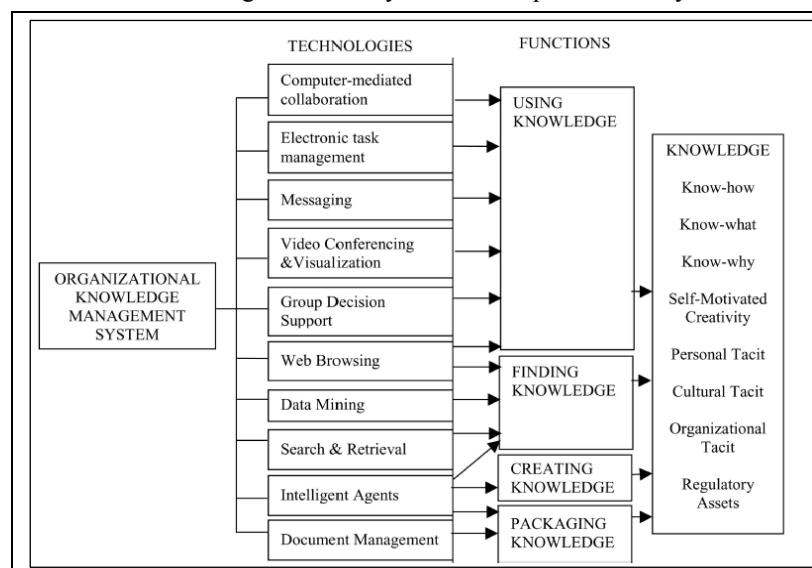 TECHNOLOGIES
FUNCTIONS
ORGANIZATIONAL
KNOWLEDGE
MANAGEMENT
SYSTEM
Computer-mediated
collaboration
Electronic task
management
Messaging
Video Conferencing
&Visualization
Group Decision
Support
Web Browsing
Data Mining
Search & Retrieval
Intelligent Agents
Document Management
USING
KNOWLEDGE
FINDING
KNOWLEDGE
CREATING
KNOWLEDGE
PACKAGING
KNOWLEDGE
KNOWLEDGE
Know-how
Know-what
Know-why
Self-Motivated
Creativity
Personal Tacit
Cultural Tacit
Organizational
Tacit
Regulatory
Assets